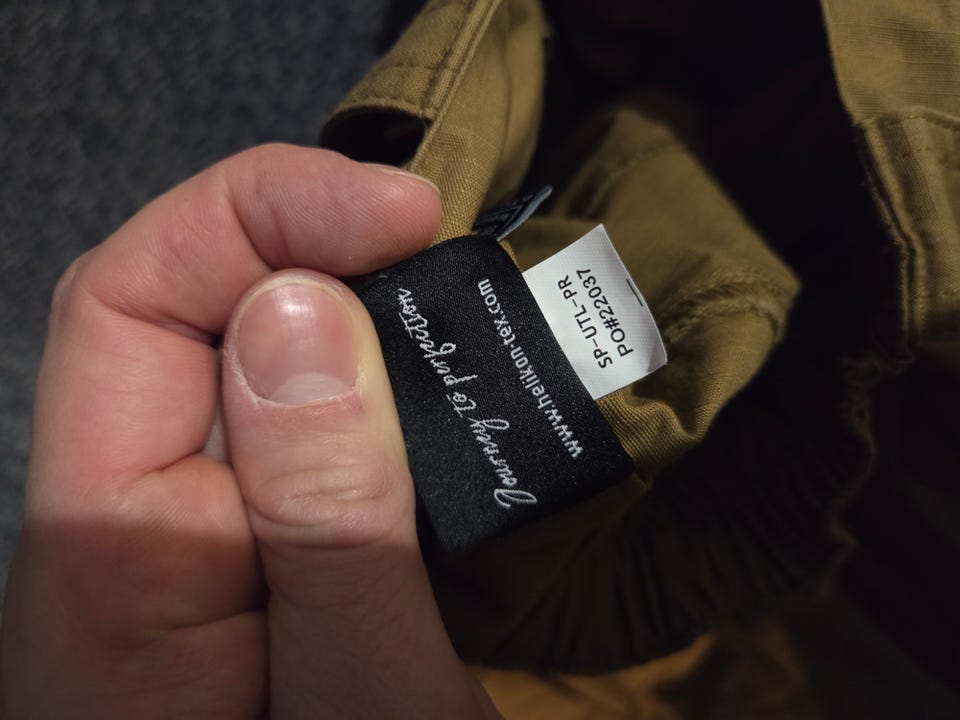 Journey to perfection
www.helikon-tex.com
SP-UTL-PR
PO#22037